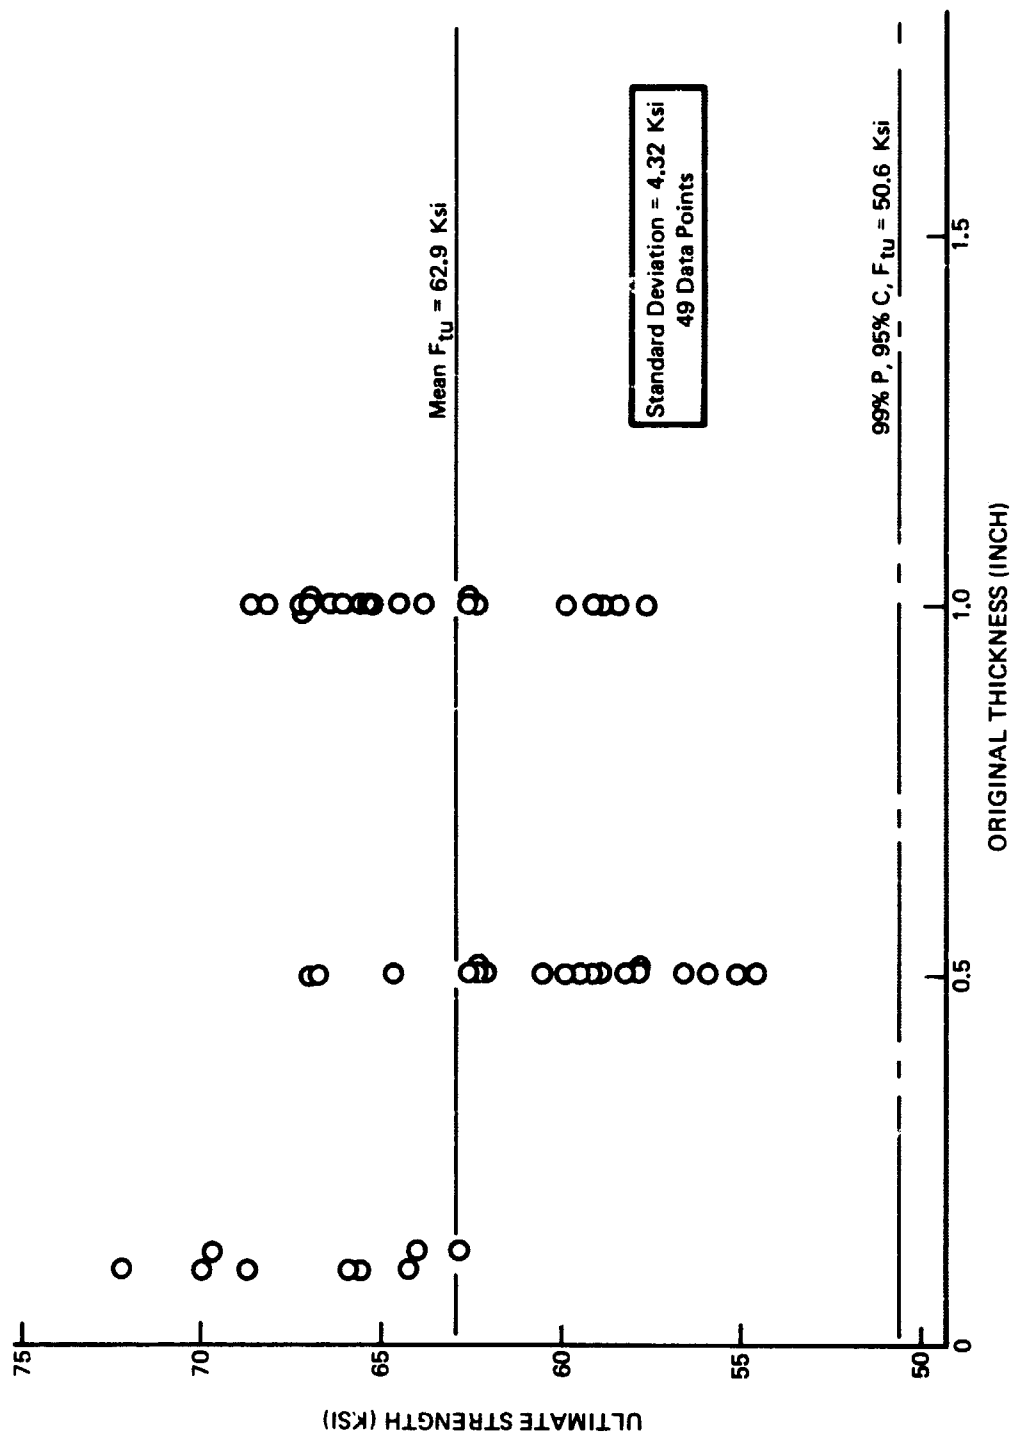 ULTIMATE STRENGTH (KSI)
75
70
65
60
55
50
Mean Ftu = 62.9 Ksi
Standard Deviation = 4.32 Ksi
49 Data Points
99% P, 95% C, Ftu = 50.6 Ksi
0
0.5
1.0
1.5
ORIGINAL THICKNESS (INCH)